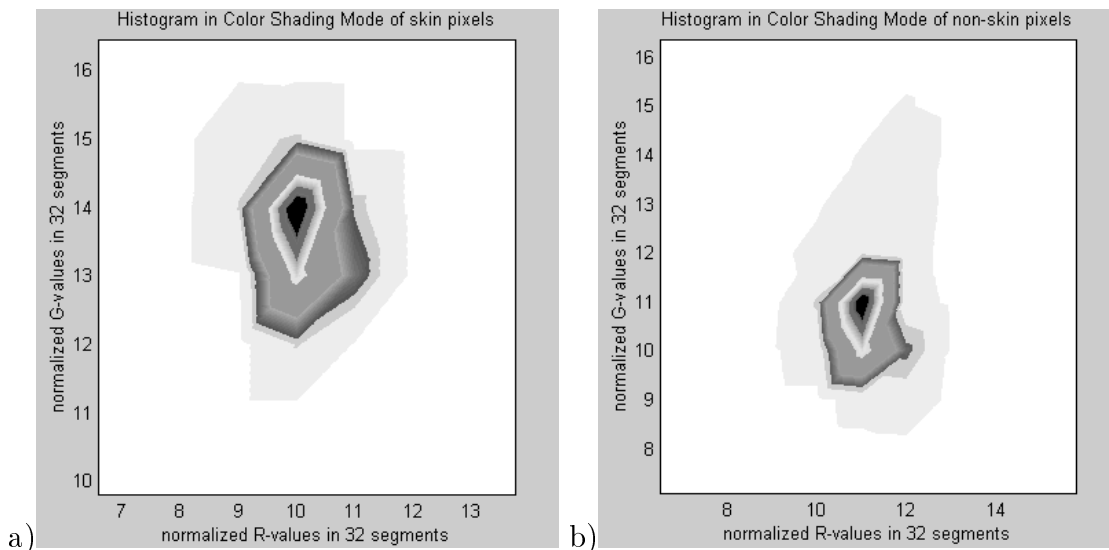 Histogram in Color Shading Mode of skin pixels
normalized G-values in 32 segments
16
15
14
13
12
11
10
7 8 9 10 11 12 13
normalized R-values in 32 segments
a)
Histogram in Color Shading Mode of non-skin pixels
normalized G-values in 32 segments
16
15
14
13
12
11
10
9
8
8 10 12 14
normalized R-values in 32 segments
b)